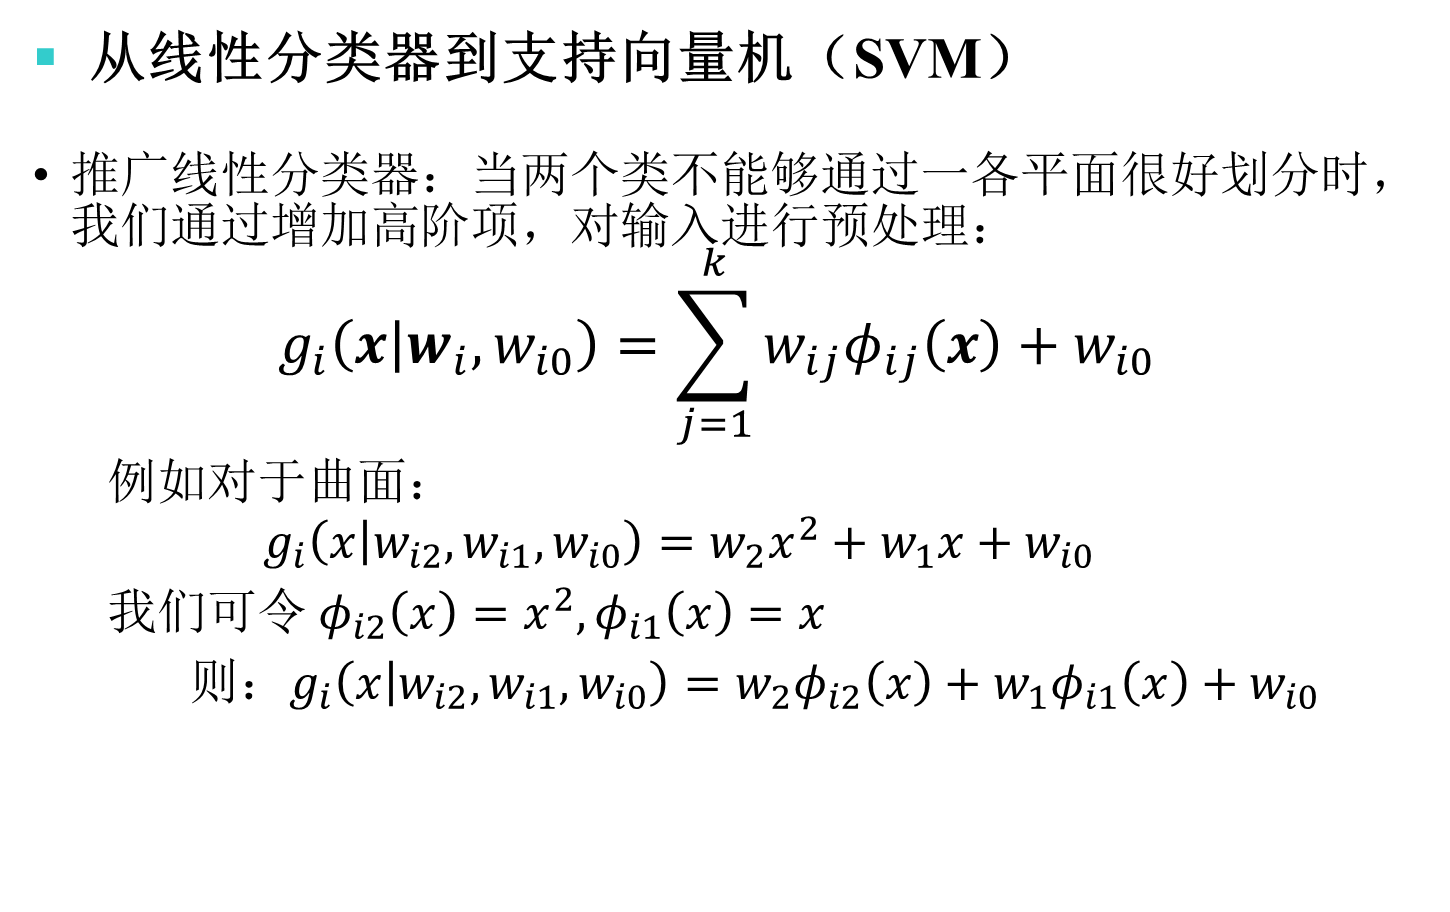 ▪ 从线性分类器到支持向量机（SVM）
• 推广线性分类器：当两个类不能够通过一各平面很好划分时，
我们通过增加高阶项，对输入进行预处理：
$g_i(\boldsymbol{x}|\boldsymbol{w}_i, w_{i0}) = \sum_{j=1}^{k} w_{ij}\phi_{ij}(\boldsymbol{x}) + w_{i0}$
例如对于曲面：
$g_i(x|w_{i2}, w_{i1}, w_{i0}) = w_2x^2 + w_1x + w_{i0}$
我们可令 $\phi_{i2}(x) = x^2, \phi_{i1}(x) = x$
则：$g_i(x|w_{i2}, w_{i1}, w_{i0}) = w_2\phi_{i2}(x) + w_1\phi_{i1}(x) + w_{i0}$